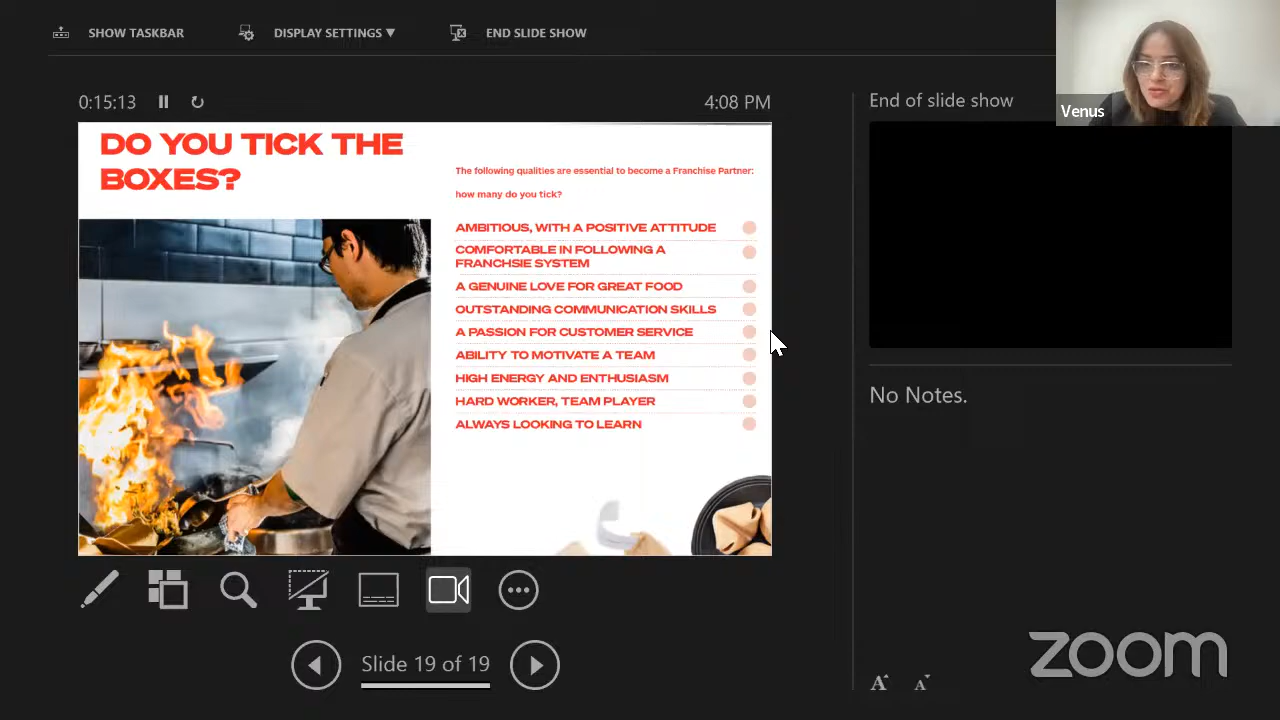 SHOW TASKBAR
DISPLAY SETTINGS ▼
END SLIDE SHOW
0:15:13
4:08 PM
End of slide show
Venus
DO YOU TICK THE
BOXES?
The following qualities are essential to become a Franchise Partner:
how many do you tick?
AMBITIOUS, WITH A POSITIVE ATTITUDE
COMFORTABLE IN FOLLOWING A
FRANCHSIE SYSTEM
A GENUINE LOVE FOR GREAT FOOD
OUTSTANDING COMMUNICATION SKILLS
A PASSION FOR CUSTOMER SERVICE
ABILITY TO MOTIVATE A TEAM
HIGH ENERGY AND ENTHUSIASM
HARD WORKER, TEAM PLAYER
ALWAYS LOOKING TO LEARN
No Notes.
Slide 19 of 19
A A
zoom